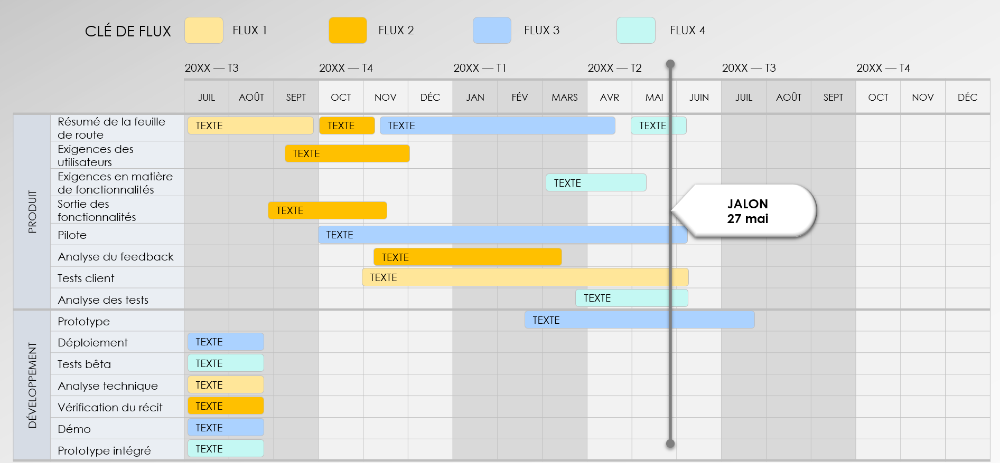 CLÉ DE FLUX
FLUX 1
FLUX 2
FLUX 3
FLUX 4
20XX — T3
20XX — T4
20XX — T1
20XX — T2
20XX — T3
20XX — T4
JUIL
AOÛT
SEPT
OCT
NOV
DÉC
JAN
FÉV
MARS
AVR
MAI
JUIN
JUIL
AOÛT
SEPT
OCT
NOV
DÉC
PRODUIT
Résumé de la feuille
de route
TEXTE
TEXTE
TEXTE
TEXTE
Exigences des
utilisateurs
TEXTE
Exigences en matière
de fonctionnalités
TEXTE
Sortie des
fonctionnalités
TEXTE
JALON
27 mai
Pilote
TEXTE
Analyse du feedback
TEXTE
Tests client
TEXTE
Analyse des tests
TEXTE
DÉVELOPPEMENT
Prototype
TEXTE
Déploiement
TEXTE
Tests bêta
TEXTE
Analyse technique
TEXTE
Vérification du récit
TEXTE
Démo
TEXTE
Prototype intégré
TEXTE